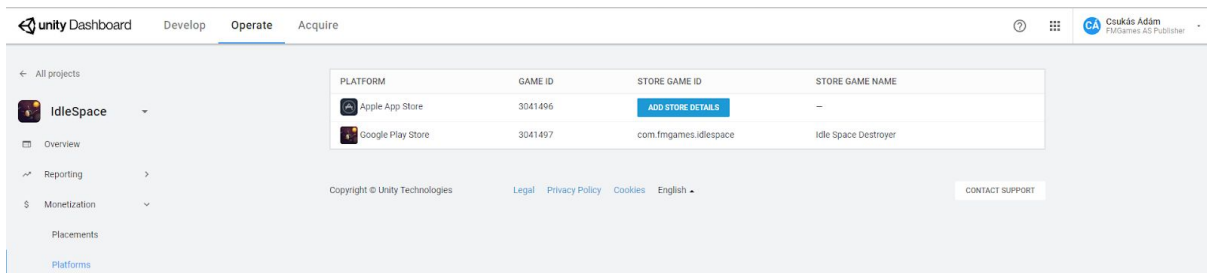 unity Dashboard Develop Operate Acquire
CÁ Csukás Ádám
FMGames AS Publisher
← All projects
IdleSpace
Overview
Reporting
$ Monetization
Placements
Platforms
PLATFORM GAME ID STORE GAME ID STORE GAME NAME
Apple App Store 3041496 ADD STORE DETAILS –
Google Play Store 3041497 com.fmgames.idlespace Idle Space Destroyer
Copyright © Unity Technologies Legal Privacy Policy Cookies English CONTACT SUPPORT